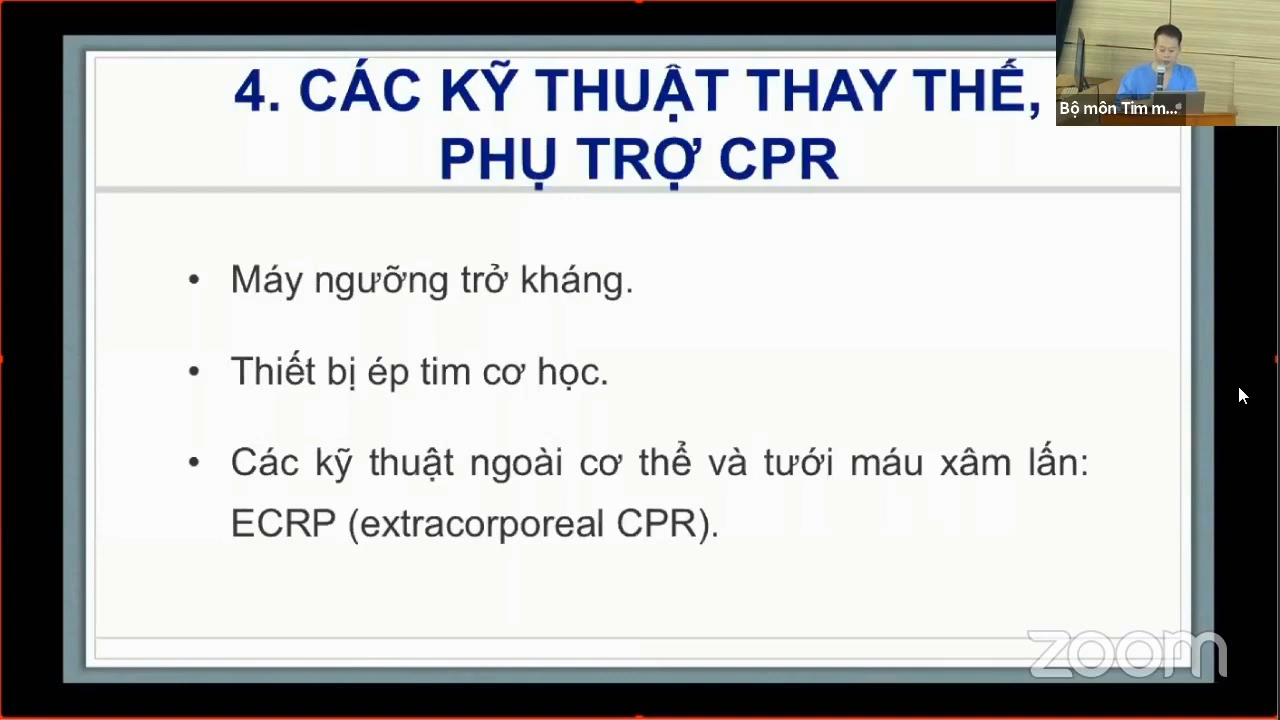 4. CÁC KỸ THUẬT THAY THẾ,
PHỤ TRỢ CPR
Bộ môn Tim m...
• Máy ngưỡng trở kháng.
• Thiết bị ép tim cơ học.
• Các kỹ thuật ngoài cơ thể và tưới máu xâm lấn:
ECRP (extracorporeal CPR).
zoom